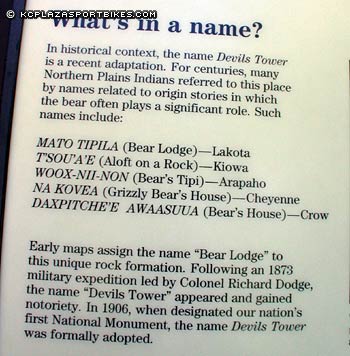 © KCPLAZASPORTBIKES.COM
What's in a name?
In historical context, the name Devils Tower
is a recent adaptation. For centuries, many
Northern Plains Indians referred to this place
by names related to origin stories in which
the bear often plays a significant role. Such
names include:
MATO TIPILA (Bear Lodge)—Lakota
T'SOU'A'E (Aloft on a Rock)—Kiowa
WOOX-NII-NON (Bear's Tipi)—Arapaho
NA KOVEA (Grizzly Bear's House)—Cheyenne
DAXPITCHE'E AWAASUUA (Bear's House)—Crow
Early maps assign the name "Bear Lodge" to
this unique rock formation. Following an 1873
military expedition led by Colonel Richard Dodge,
the name "Devils Tower" appeared and gained
notoriety. In 1906, when designated our nation's
first National Monument, the name Devils Tower
was formally adopted.